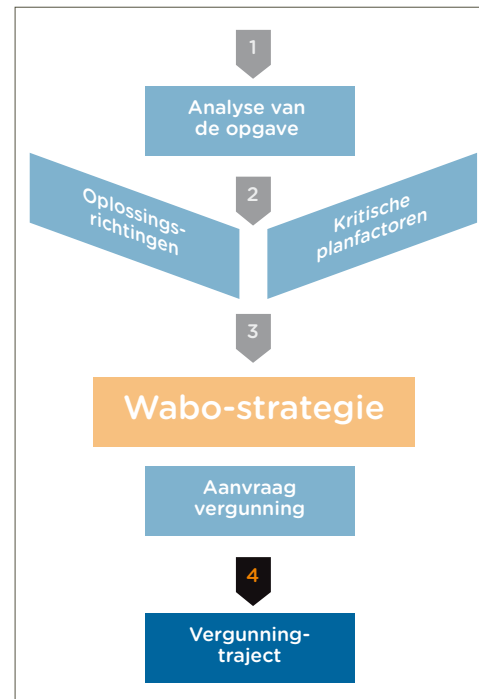 1
Analyse van
de opgave
2
Oplossings-
richtingen
Kritische
planfactoren
3
Wabo-strategie
Aanvraag
vergunning
4
Vergunning-
traject